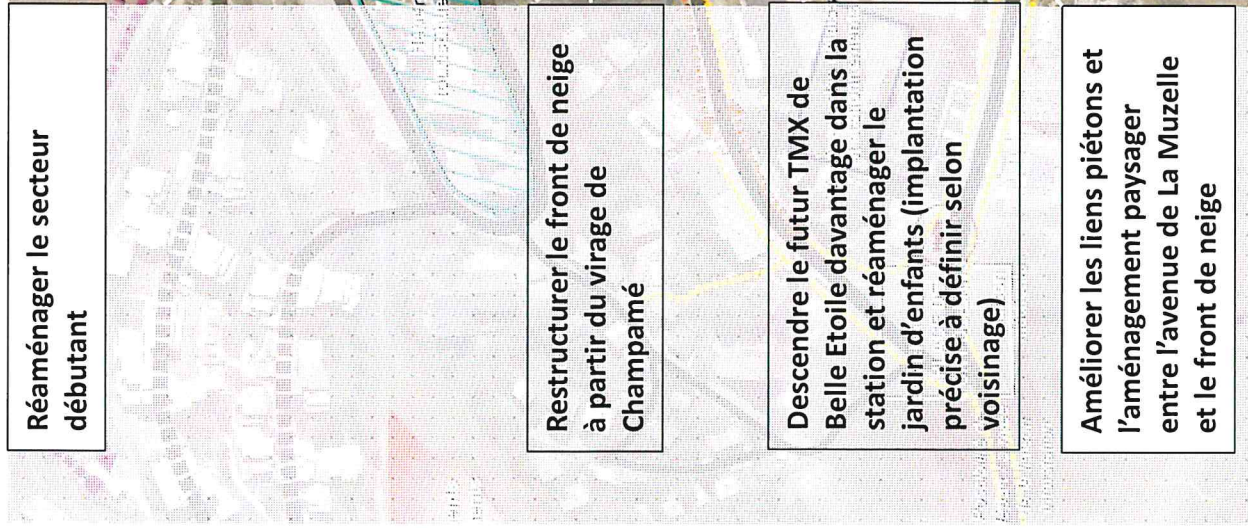 Réaménager le secteur
débutant
Restructurer le front de neige
à partir du virage de
Champamé
Descendre le futur TMX de
Belle Etoile davantage dans la
station et réaménager le
jardin d'enfants (implantation
précise à définir selon
voisinage)
Améliorer les liens piétons et
l'aménagement paysager
entre l'avenue de La Muzelle
et le front de neige